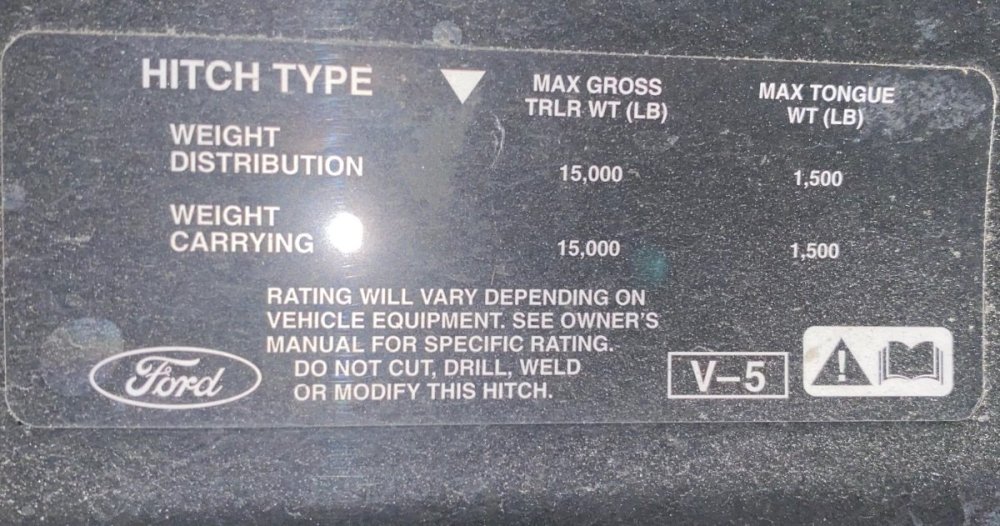 HITCH TYPE MAX GROSS TRLR WT (LB) MAX TONGUE WT (LB)
WEIGHT DISTRIBUTION 15,000 1,500
WEIGHT CARRYING 15,000 1,500
RATING WILL VARY DEPENDING ON
VEHICLE EQUIPMENT. SEE OWNER'S
MANUAL FOR SPECIFIC RATING.
DO NOT CUT, DRILL, WELD
OR MODIFY THIS HITCH.
Ford
V-5
!